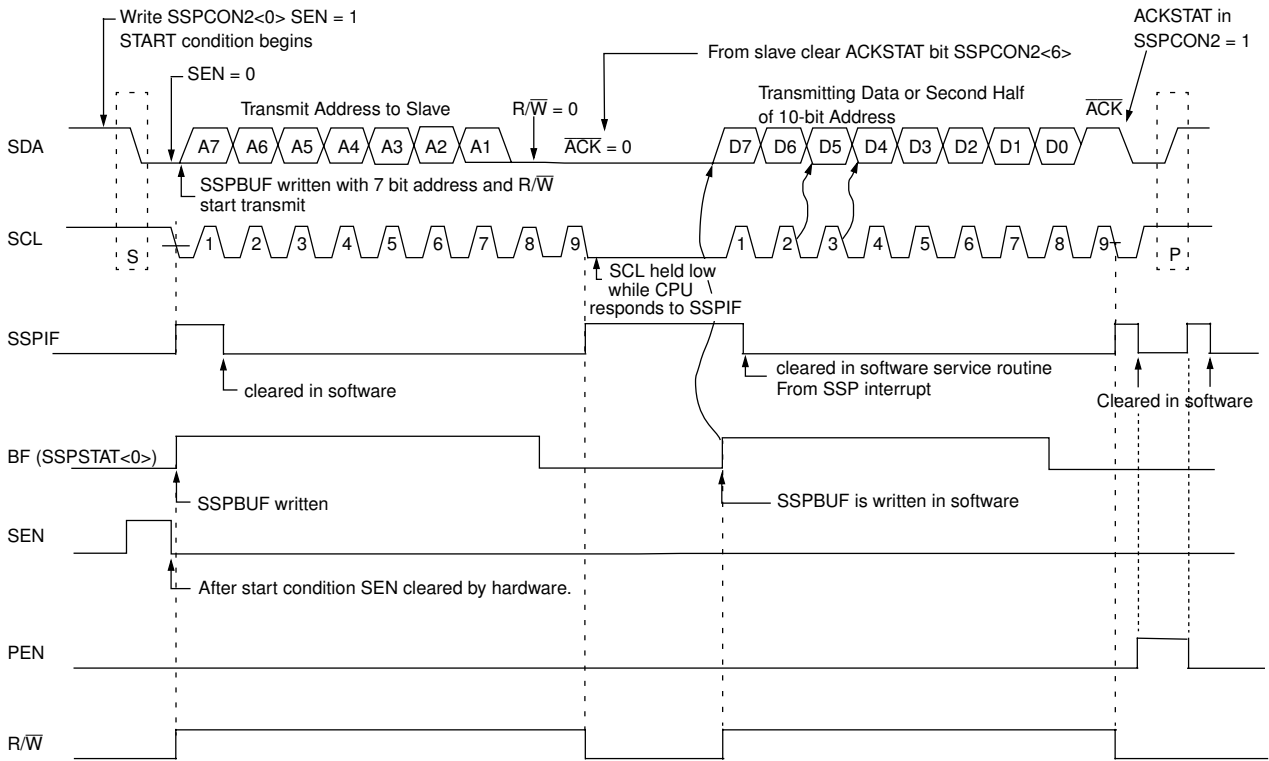 Write SSPCON2<0> SEN = 1
START condition begins
ACKSTAT in
SSPCON2 = 1
From slave clear ACKSTAT bit SSPCON2<6>
SEN = 0
Transmit Address to Slave
R/W̅ = 0
Transmitting Data or Second Half
of 10-bit Address
A̅C̅K̅
SDA
A7 A6 A5 A4 A3 A2 A1
A̅C̅K̅ = 0
D7 D6 D5 D4 D3 D2 D1 D0
SSPBUF written with 7 bit address and R/W̅
start transmit
SCL
S
1 2 3 4 5 6 7 8 9
1 2 3 4 5 6 7 8 9
P
SCL held low
while CPU
responds to SSPIF
SSPIF
cleared in software
cleared in software service routine
From SSP interrupt
Cleared in software
BF (SSPSTAT<0>)
SSPBUF written
SSPBUF is written in software
SEN
After start condition SEN cleared by hardware.
PEN
R/W̅